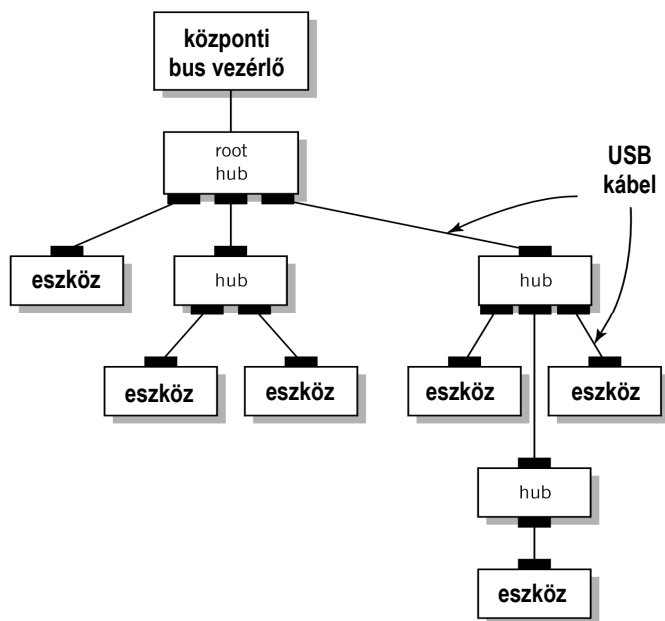 központi
bus vezérlő
root
hub
USB
kábel
eszköz
hub
hub
eszköz
eszköz
eszköz
eszköz
hub
eszköz